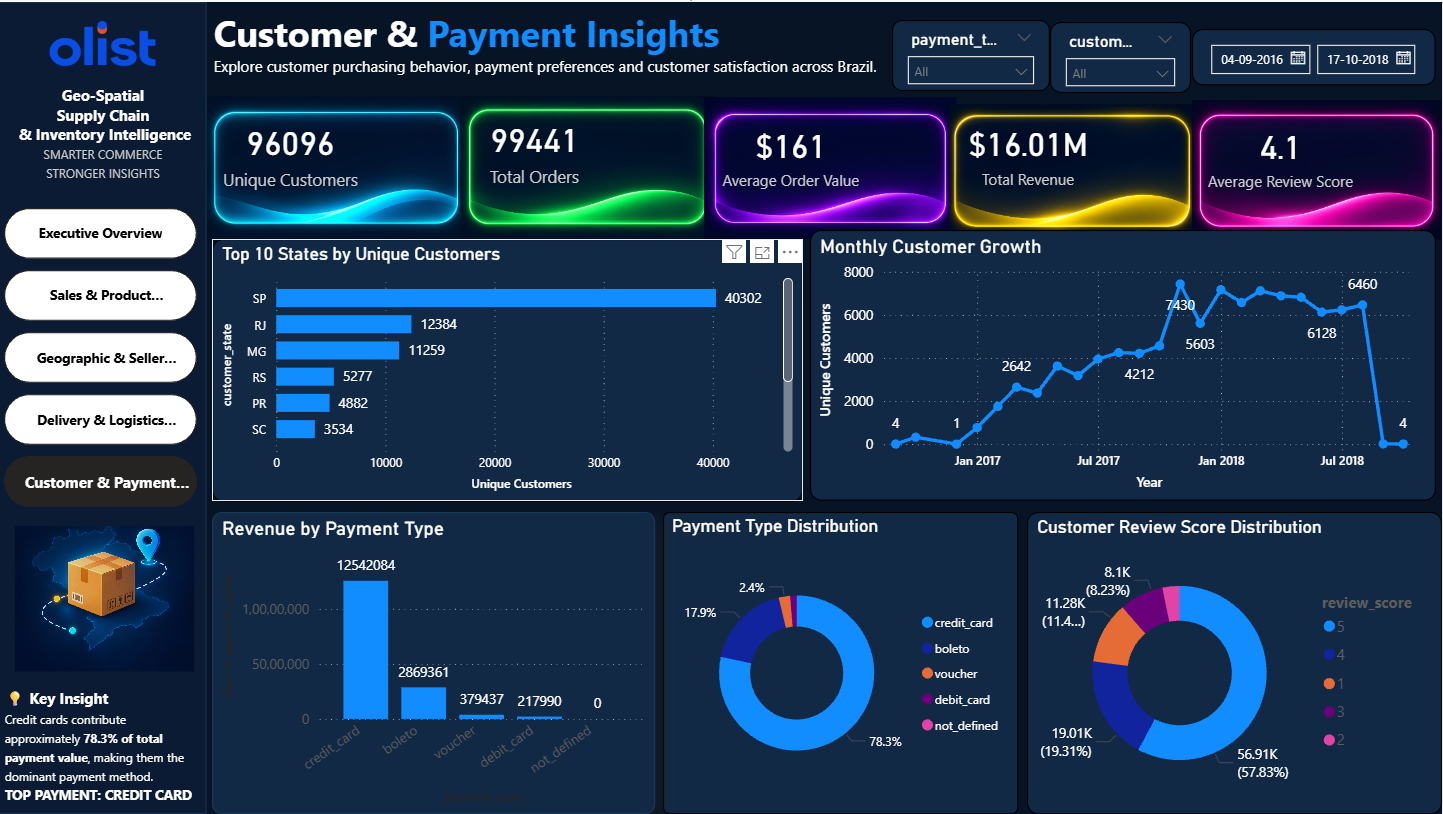 olist
Geo-Spatial
Supply Chain
& Inventory Intelligence
SMARTER COMMERCE
STRONGER INSIGHTS
Executive Overview
Sales & Product...
Geographic & Seller...
Delivery & Logistics...
Customer & Payment...
Key Insight
Credit cards contribute
approximately 78.3% of total
payment value, making them the
dominant payment method.
TOP PAYMENT: CREDIT CARD
Customer & Payment Insights
Explore customer purchasing behavior, payment preferences and customer satisfaction across Brazil.
payment_t...
All
custom...
All
04-09-2016
17-10-2018
96096
Unique Customers
99441
Total Orders
$161
Average Order Value
$16.01M
Total Revenue
4.1
Average Review Score
Top 10 States by Unique Customers
customer_state
SP 40302
RJ 12384
MG 11259
RS 5277
PR 4882
SC 3534
0 10000 20000 30000 40000
Unique Customers
Monthly Customer Growth
Unique Customers
8000
6000
4000
2000
0
4
1
2642
4212
7430
5603
6128
6460
4
Jan 2017 Jul 2017 Jan 2018 Jul 2018
Year
Revenue by Payment Type
1,00,00,000
50,00,000
0
12542084
2869361
379437
217990
0
credit_card
boleto
voucher
debit_card
not_defined
Payment Type Distribution
2.4%
17.9%
78.3%
credit_card
boleto
voucher
debit_card
not_defined
Customer Review Score Distribution
8.1K
(8.23%)
11.28K
(11.4...)
19.01K
(19.31%)
56.91K
(57.83%)
review_score
5
4
1
3
2